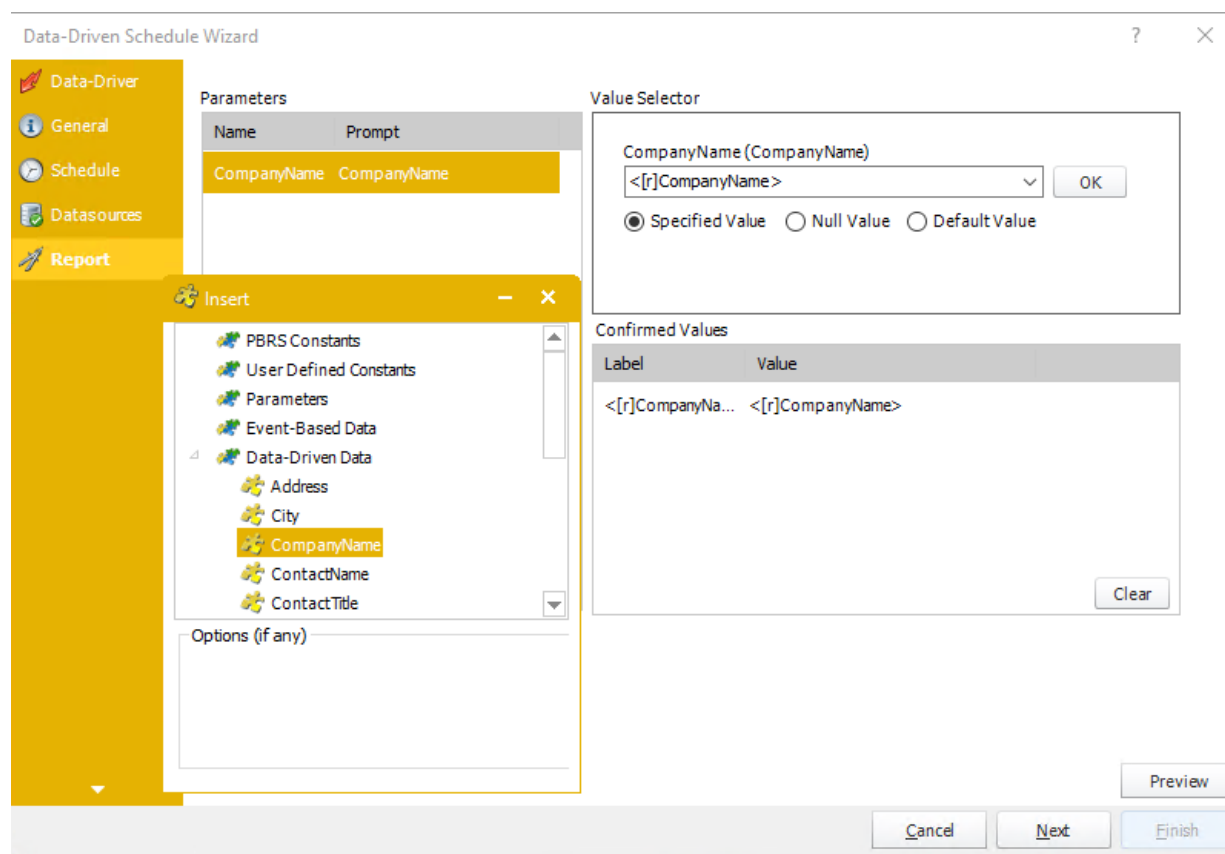 Data-Driven Schedule Wizard
?
Data-Driver
General
Schedule
Datasources
Report
Parameters
Name Prompt
CompanyName CompanyName
Value Selector
CompanyName (CompanyName)
<[r]CompanyName>
OK
Specified Value Null Value Default Value
Insert
PBRS Constants
User Defined Constants
Parameters
Event-Based Data
Data-Driven Data
Address
City
CompanyName
ContactName
ContactTitle
Options (if any)
Confirmed Values
Label Value
<[r]CompanyNa... <[r]CompanyName>
Clear
Preview
Cancel Next Finish